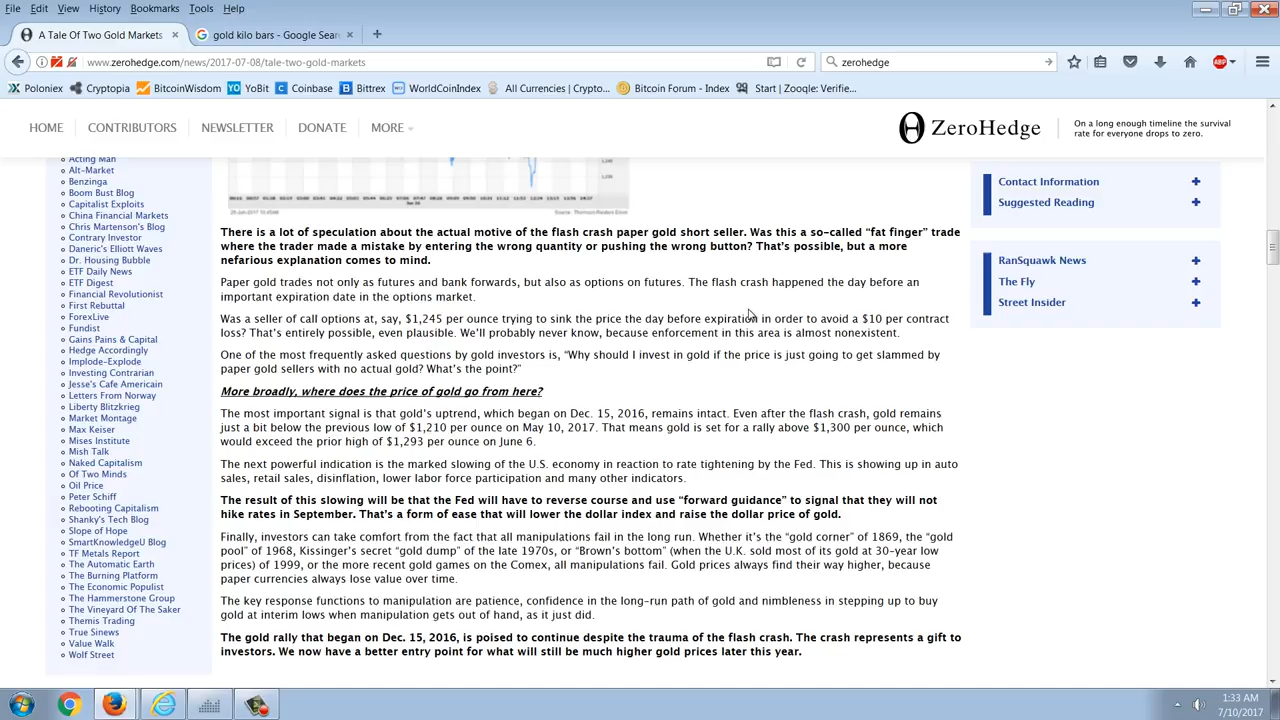 File Edit View History Bookmarks Tools Help
A Tale Of Two Gold Markets × gold kilo bars - Google Sear ×
www.zerohedge.com/news/2017-07-08/tale-two-gold-markets zerohedge
Poloniex Cryptopia BitcoinWisdom YoBit Coinbase Bittrex WorldCoinIndex All Currencies | Crypto... Bitcoin Forum - Index Start | Zooqle: Verifie...
HOME CONTRIBUTORS NEWSLETTER DONATE MORE
ZeroHedge
On a long enough timeline the survival
rate for everyone drops to zero.
Acting Man
Alt-Market
Benzinga
Boom Bust Blog
Capitalist Exploits
China Financial Markets
Chris Martenson's Blog
Contrary Investor
Daneric's Elliott Waves
Dr. Housing Bubble
ETF Daily News
ETF Digest
Financial Revolutionist
First Rebuttal
ForexLive
Fundist
Gains Pains & Capital
Hedge Accordingly
Implode-Explode
Investing Contrarian
Jesse's Cafe Americain
Letters From Norway
Liberty Blitzkrieg
Market Montage
Max Keiser
Mises Institute
Mish Talk
Naked Capitalism
Of Two Minds
Oil Price
Peter Schiff
Rebooting Capitalism
Shanky's Tech Blog
Slope of Hope
SmartKnowledgeU Blog
TF Metals Report
The Automatic Earth
The Burning Platform
The Economic Populist
The Hammerstone Group
The Vineyard Of The Saker
Themis Trading
True Sinews
Value Walk
Wolf Street
There is a lot of speculation about the actual motive of the flash crash paper gold short seller. Was this a so-called “fat finger” trade
where the trader made a mistake by entering the wrong quantity or pushing the wrong button? That’s possible, but a more
nefarious explanation comes to mind.
Paper gold trades not only as futures and bank forwards, but also as options on futures. The flash crash happened the day before an
important expiration date in the options market.
Was a seller of call options at, say, $1,245 per ounce trying to sink the price the day before expiration in order to avoid a $10 per contract
loss? That’s entirely possible, even plausible. We’ll probably never know, because enforcement in this area is almost nonexistent.
One of the most frequently asked questions by gold investors is, “Why should I invest in gold if the price is just going to get slammed by
paper gold sellers with no actual gold? What’s the point?”
More broadly, where does the price of gold go from here?
The most important signal is that gold’s uptrend, which began on Dec. 15, 2016, remains intact. Even after the flash crash, gold remains
just a bit below the previous low of $1,210 per ounce on May 10, 2017. That means gold is set for a rally above $1,300 per ounce, which
would exceed the prior high of $1,293 per ounce on June 6.
The next powerful indication is the marked slowing of the U.S. economy in reaction to rate tightening by the Fed. This is showing up in auto
sales, retail sales, disinflation, lower labor force participation and many other indicators.
The result of this slowing will be that the Fed will have to reverse course and use “forward guidance” to signal that they will not
hike rates in September. That’s a form of ease that will lower the dollar index and raise the dollar price of gold.
Finally, investors can take comfort from the fact that all manipulations fail in the long run. Whether it’s the “gold corner” of 1869, the “gold
pool” of 1968, Kissinger’s secret “gold dump” of the late 1970s, or “Brown’s bottom” (when the U.K. sold most of its gold at 30-year low
prices) of 1999, or the more recent gold games on the Comex, all manipulations fail. Gold prices always find their way higher, because
paper currencies always lose value over time.
The key response functions to manipulation are patience, confidence in the long-run path of gold and nimbleness in stepping up to buy
gold at interim lows when manipulation gets out of hand, as it just did.
The gold rally that began on Dec. 15, 2016, is poised to continue despite the trauma of the flash crash. The crash represents a gift to
investors. We now have a better entry point for what will still be much higher gold prices later this year.
Contact Information +
Suggested Reading +
RanSquawk News +
The Fly +
Street Insider +
1:33 AM
7/10/2017